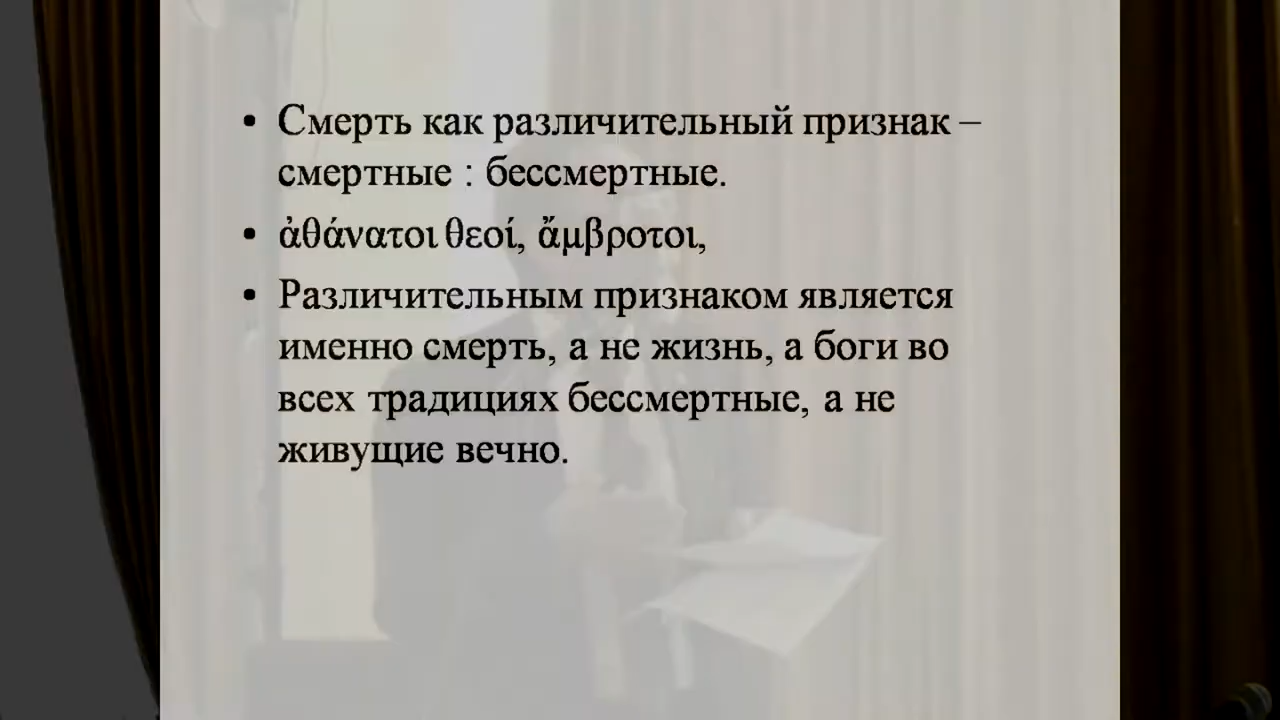 • Смерть как различительный признак –
смертные : бессмертные.
• ἀθάνατοι θεοί, ἄμβροτοι,
• Различительным признаком является
именно смерть, а не жизнь, а боги во
всех традициях бессмертные, а не
живущие вечно.